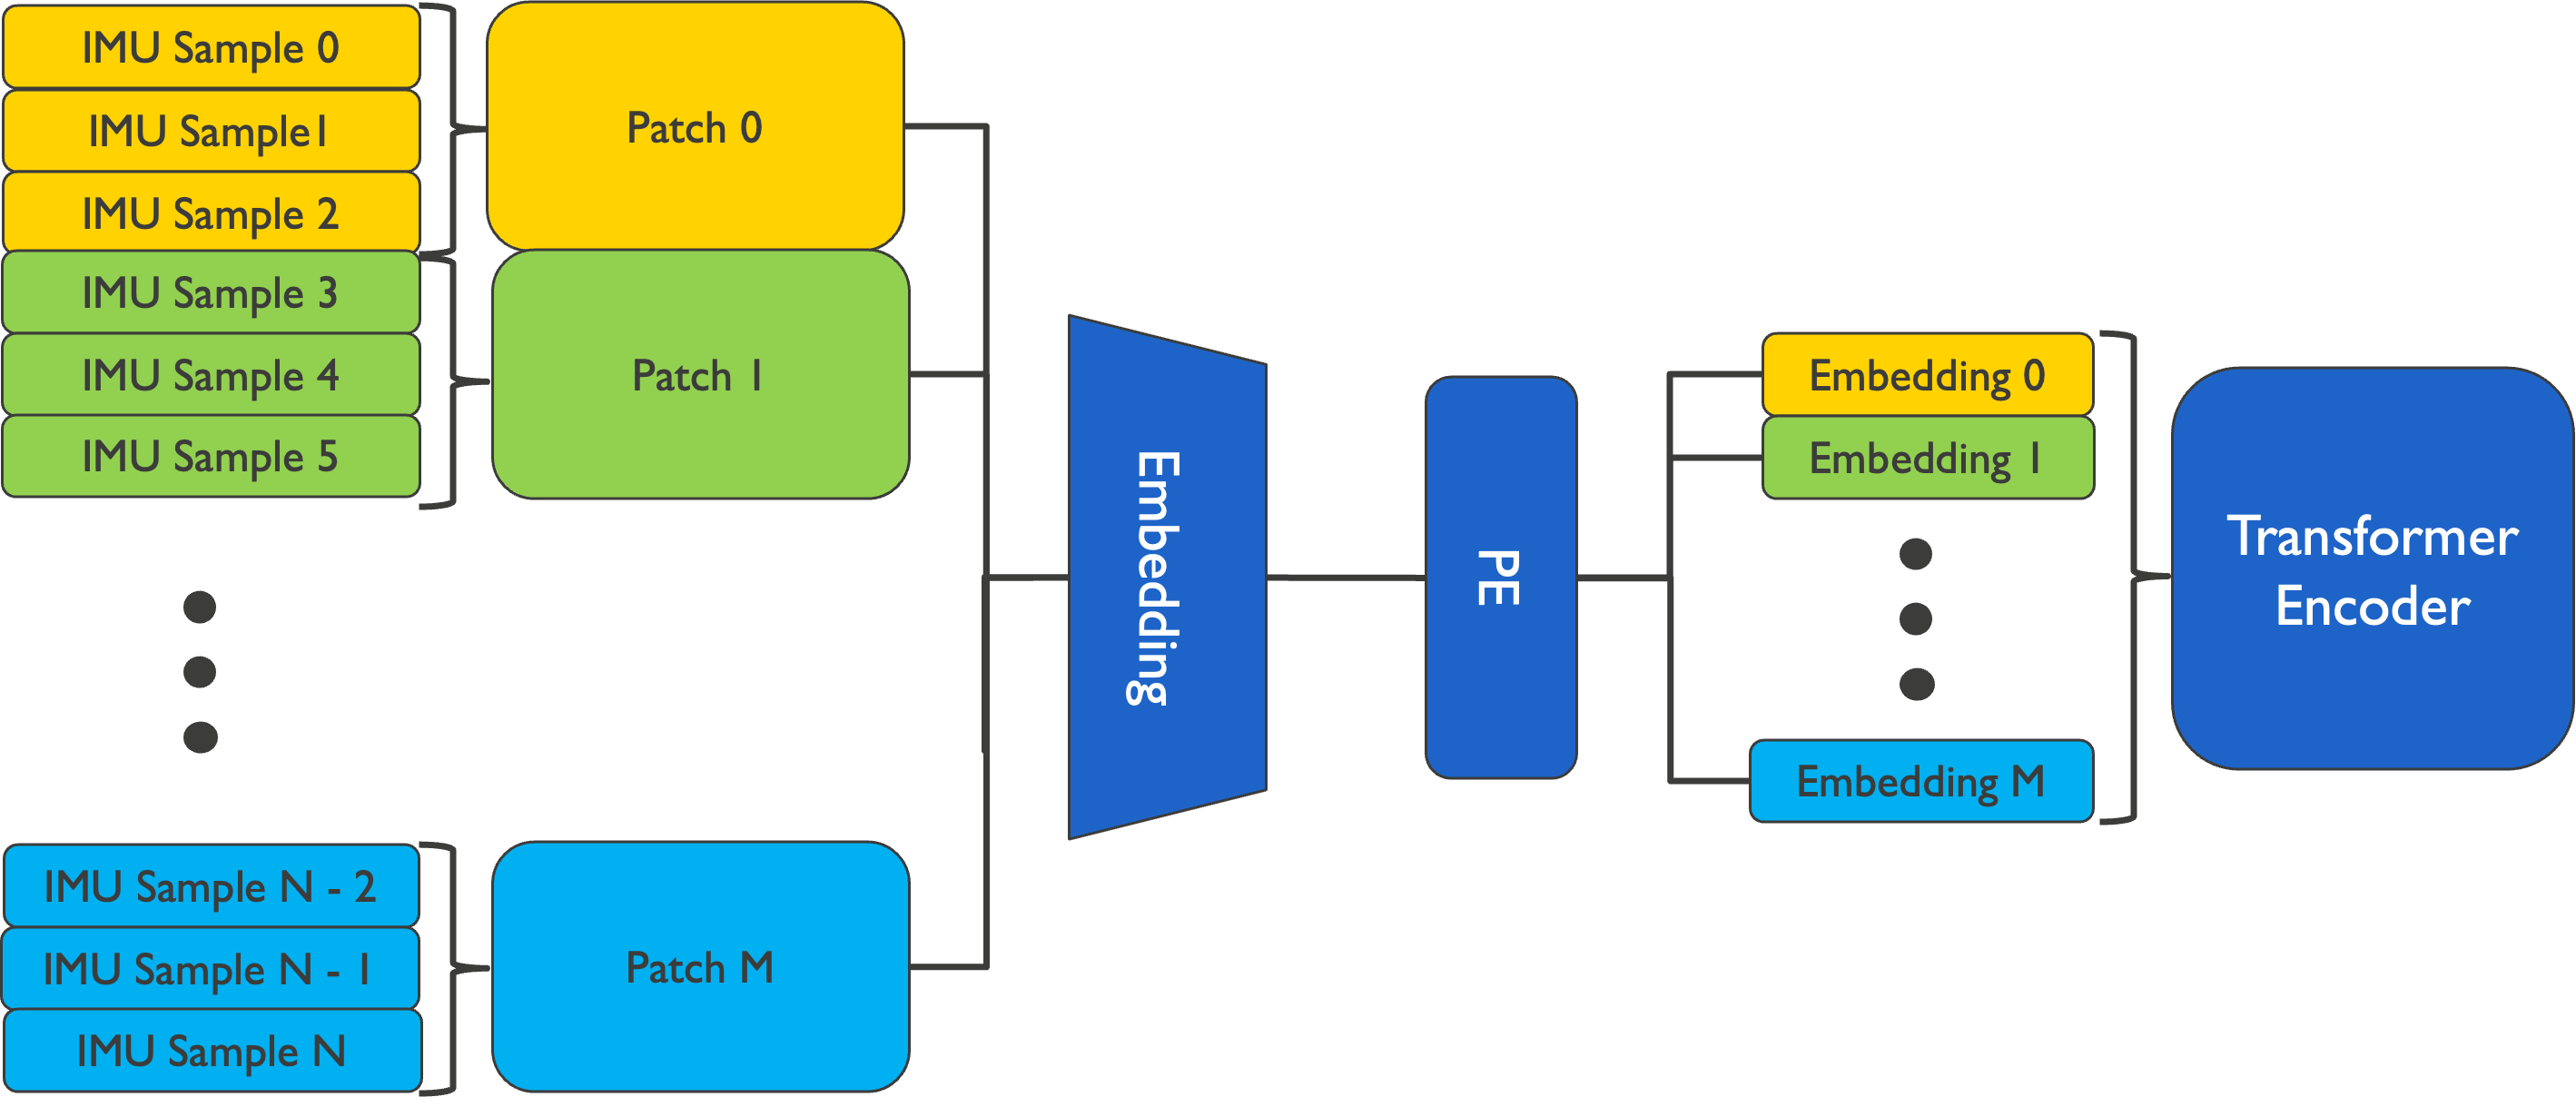 IMU Sample 0
IMU Sample1
IMU Sample 2
IMU Sample 3
IMU Sample 4
IMU Sample 5
IMU Sample N - 2
IMU Sample N - 1
IMU Sample N
Patch 0
Patch 1
Patch M
Embedding
PE
Embedding 0
Embedding 1
Embedding M
Transformer
Encoder